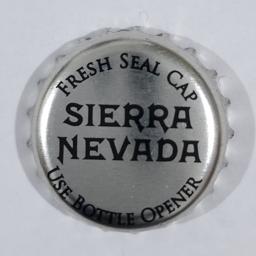 FRESH SEAL CAP
SIERRA
NEVADA
USE BOTTLE OPENER